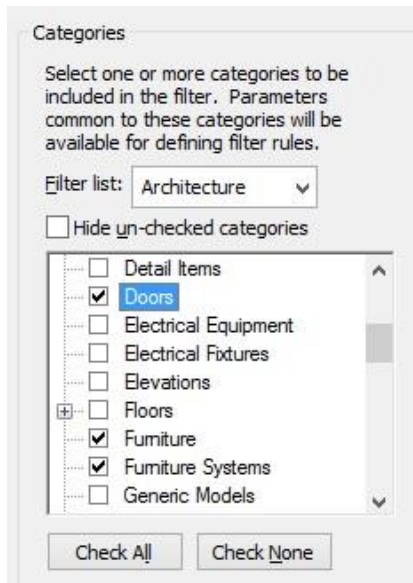 Categories
Select one or more categories to be
included in the filter. Parameters
common to these categories will be
available for defining filter rules.
Filter list: Architecture
Hide un-checked categories
Detail Items
Doors
Electrical Equipment
Electrical Fixtures
Elevations
Floors
Furniture
Furniture Systems
Generic Models
Check All Check None